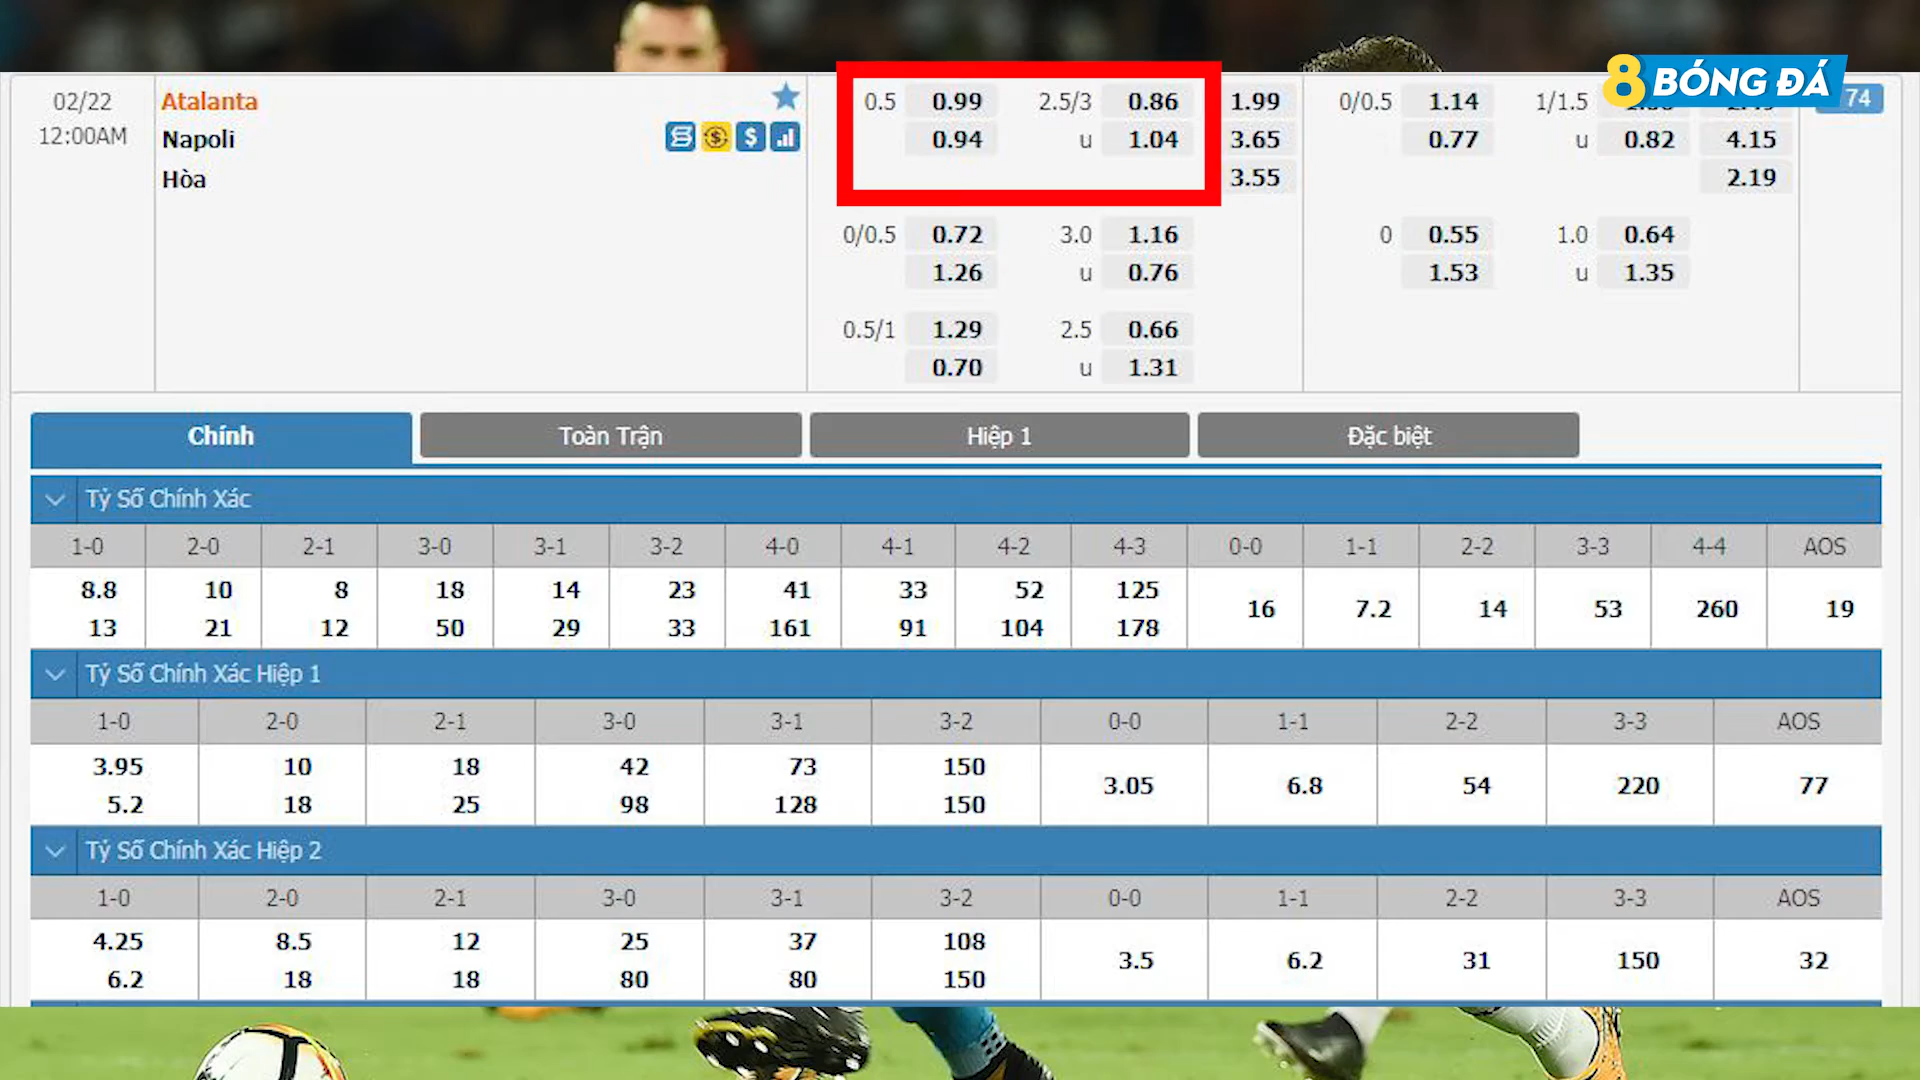 8 BÓNG ĐÁ
02/22 Atalanta 0.5 0.99 2.5/3 0.86 1.99 0/0.5 1.14 1/1.5 74
12:00AM Napoli 0.94 u 1.04 3.65 0.77 u 0.82 4.15
Hòa 3.55 2.19
0/0.5 0.72 3.0 1.16 0 0.55 1.0 0.64
1.26 u 0.76 1.53 u 1.35
0.5/1 1.29 2.5 0.66
0.70 u 1.31
Chính Toàn Trận Hiệp 1 Đặc biệt
Tỷ Số Chính Xác
1-0 2-0 2-1 3-0 3-1 3-2 4-0 4-1 4-2 4-3 0-0 1-1 2-2 3-3 4-4 AOS
8.8 10 8 18 14 23 41 33 52 125
16 7.2 14 53 260 19
13 21 12 50 29 33 161 91 104 178
Tỷ Số Chính Xác Hiệp 1
1-0 2-0 2-1 3-0 3-1 3-2 0-0 1-1 2-2 3-3 AOS
3.95 10 18 42 73 150
3.05 6.8 54 220 77
5.2 18 25 98 128 150
Tỷ Số Chính Xác Hiệp 2
1-0 2-0 2-1 3-0 3-1 3-2 0-0 1-1 2-2 3-3 AOS
4.25 8.5 12 25 37 108
3.5 6.2 31 150 32
6.2 18 18 80 80 150